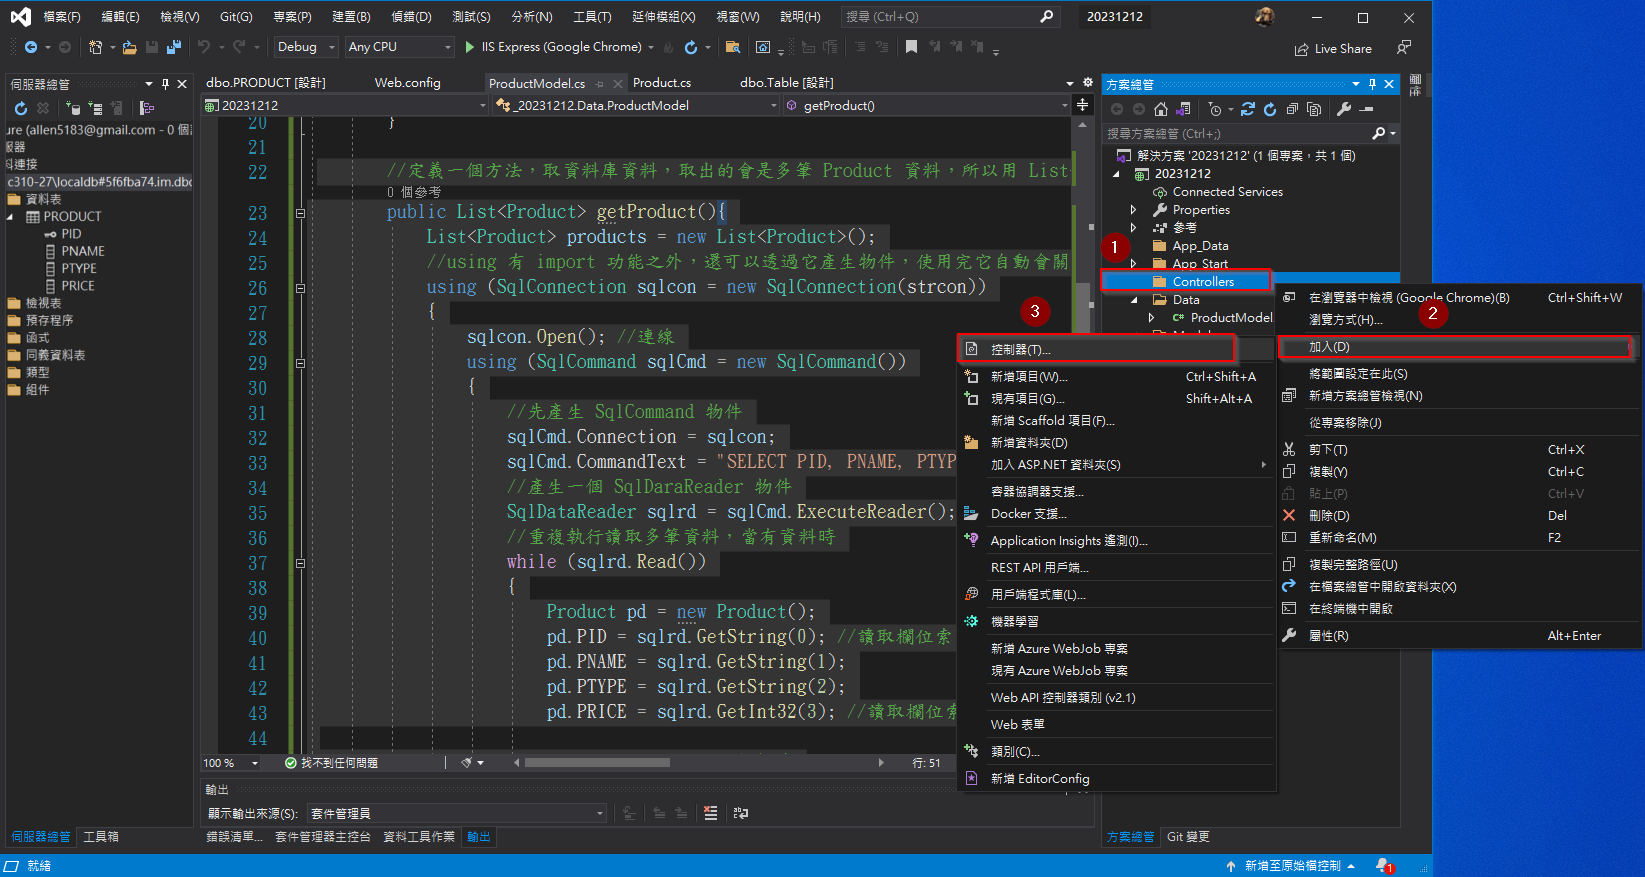 檔案(F) 編輯(E) 檢視(V) Git(G) 專案(P) 建置(B) 偵錯(D) 測試(S) 分析(N) 工具(T) 延伸模組(X) 視窗(W) 說明(H) 搜尋 (Ctrl+Q) 20231212
Debug Any CPU IIS Express (Google Chrome) Live Share
伺服器總管
ure (allen5183@gmail.com - 0 個
服器
料連接
c310-27\localdb#5f6fba74.im.dbc
資料表
PRODUCT
PID
PNAME
PTYPE
PRICE
檢視表
預存程序
函式
同義資料表
類型
組件
伺服器總管 工具箱
dbo.PRODUCT [設計] Web.config ProductModel.cs Product.cs dbo.Table [設計]
20231212 _20231212.Data.ProductModel getProduct()
20 }
21
22 //定義一個方法，取資料庫資料，取出的會是多筆 Product 資料，所以用 List
0 個參考
23 public List<Product> getProduct(){
24 List<Product> products = new List<Product>();
25 //using 有 import 功能之外，還可以透過它產生物件，使用完它自動會關
26 using (SqlConnection sqlcon = new SqlConnection(strcon))
27 {
28 sqlcon.Open(); //連線
29 using (SqlCommand sqlCmd = new SqlCommand())
30 {
31 //先產生 SqlCommand 物件
32 sqlCmd.Connection = sqlcon;
33 sqlCmd.CommandText = "SELECT PID, PNAME, PTYP
34 //產生一個 SqlDaraReader 物件
35 SqlDataReader sqlrd = sqlCmd.ExecuteReader();
36 //重複執行讀取多筆資料，當有資料時
37 while (sqlrd.Read())
38 {
39 Product pd = new Product();
40 pd.PID = sqlrd.GetString(0); //讀取欄位索
41 pd.PNAME = sqlrd.GetString(1);
42 pd.PTYPE = sqlrd.GetString(2);
43 pd.PRICE = sqlrd.GetInt32(3); //讀取欄位索
44
100 % 找不到任何問題 行: 51
輸出
顯示輸出來源(S): 套件管理員
錯誤清單... 套件管理器主控台 資料工具作業 輸出
方案總管
搜尋方案總管 (Ctrl+;)
解決方案 '20231212' (1 個專案，共 1 個)
20231212
Connected Services
Properties
參考
App_Data
App_Start
Controllers
Data
ProductModel
方案總管 Git 變更
1
2
3
在瀏覽器中檢視 (Google Chrome)(B) Ctrl+Shift+W
瀏覽方式(H)...
加入(D)
將範圍設定在此(S)
新增方案總管檢視(N)
從專案移除(J)
剪下(T) Ctrl+X
複製(Y) Ctrl+C
貼上(P) Ctrl+V
刪除(D) Del
重新命名(M) F2
複製完整路徑(U)
在檔案總管中開啟資料夾(X)
在終端機中開啟
屬性(R) Alt+Enter
控制器(T)...
新增項目(W)... Ctrl+Shift+A
現有項目(G)... Shift+Alt+A
新增 Scaffold 項目(F)...
新增資料夾(D)
加入 ASP.NET 資料夾(S)
容器協調器支援...
Docker 支援...
Application Insights 遙測(I)...
REST API 用戶端...
用戶端程式庫(L)...
機器學習
新增 Azure WebJob 專案
現有 Azure WebJob 專案
Web API 控制器類別 (v2.1)
Web 表單
類別(C)...
新增 EditorConfig
就緒 新增至原始檔控制 1